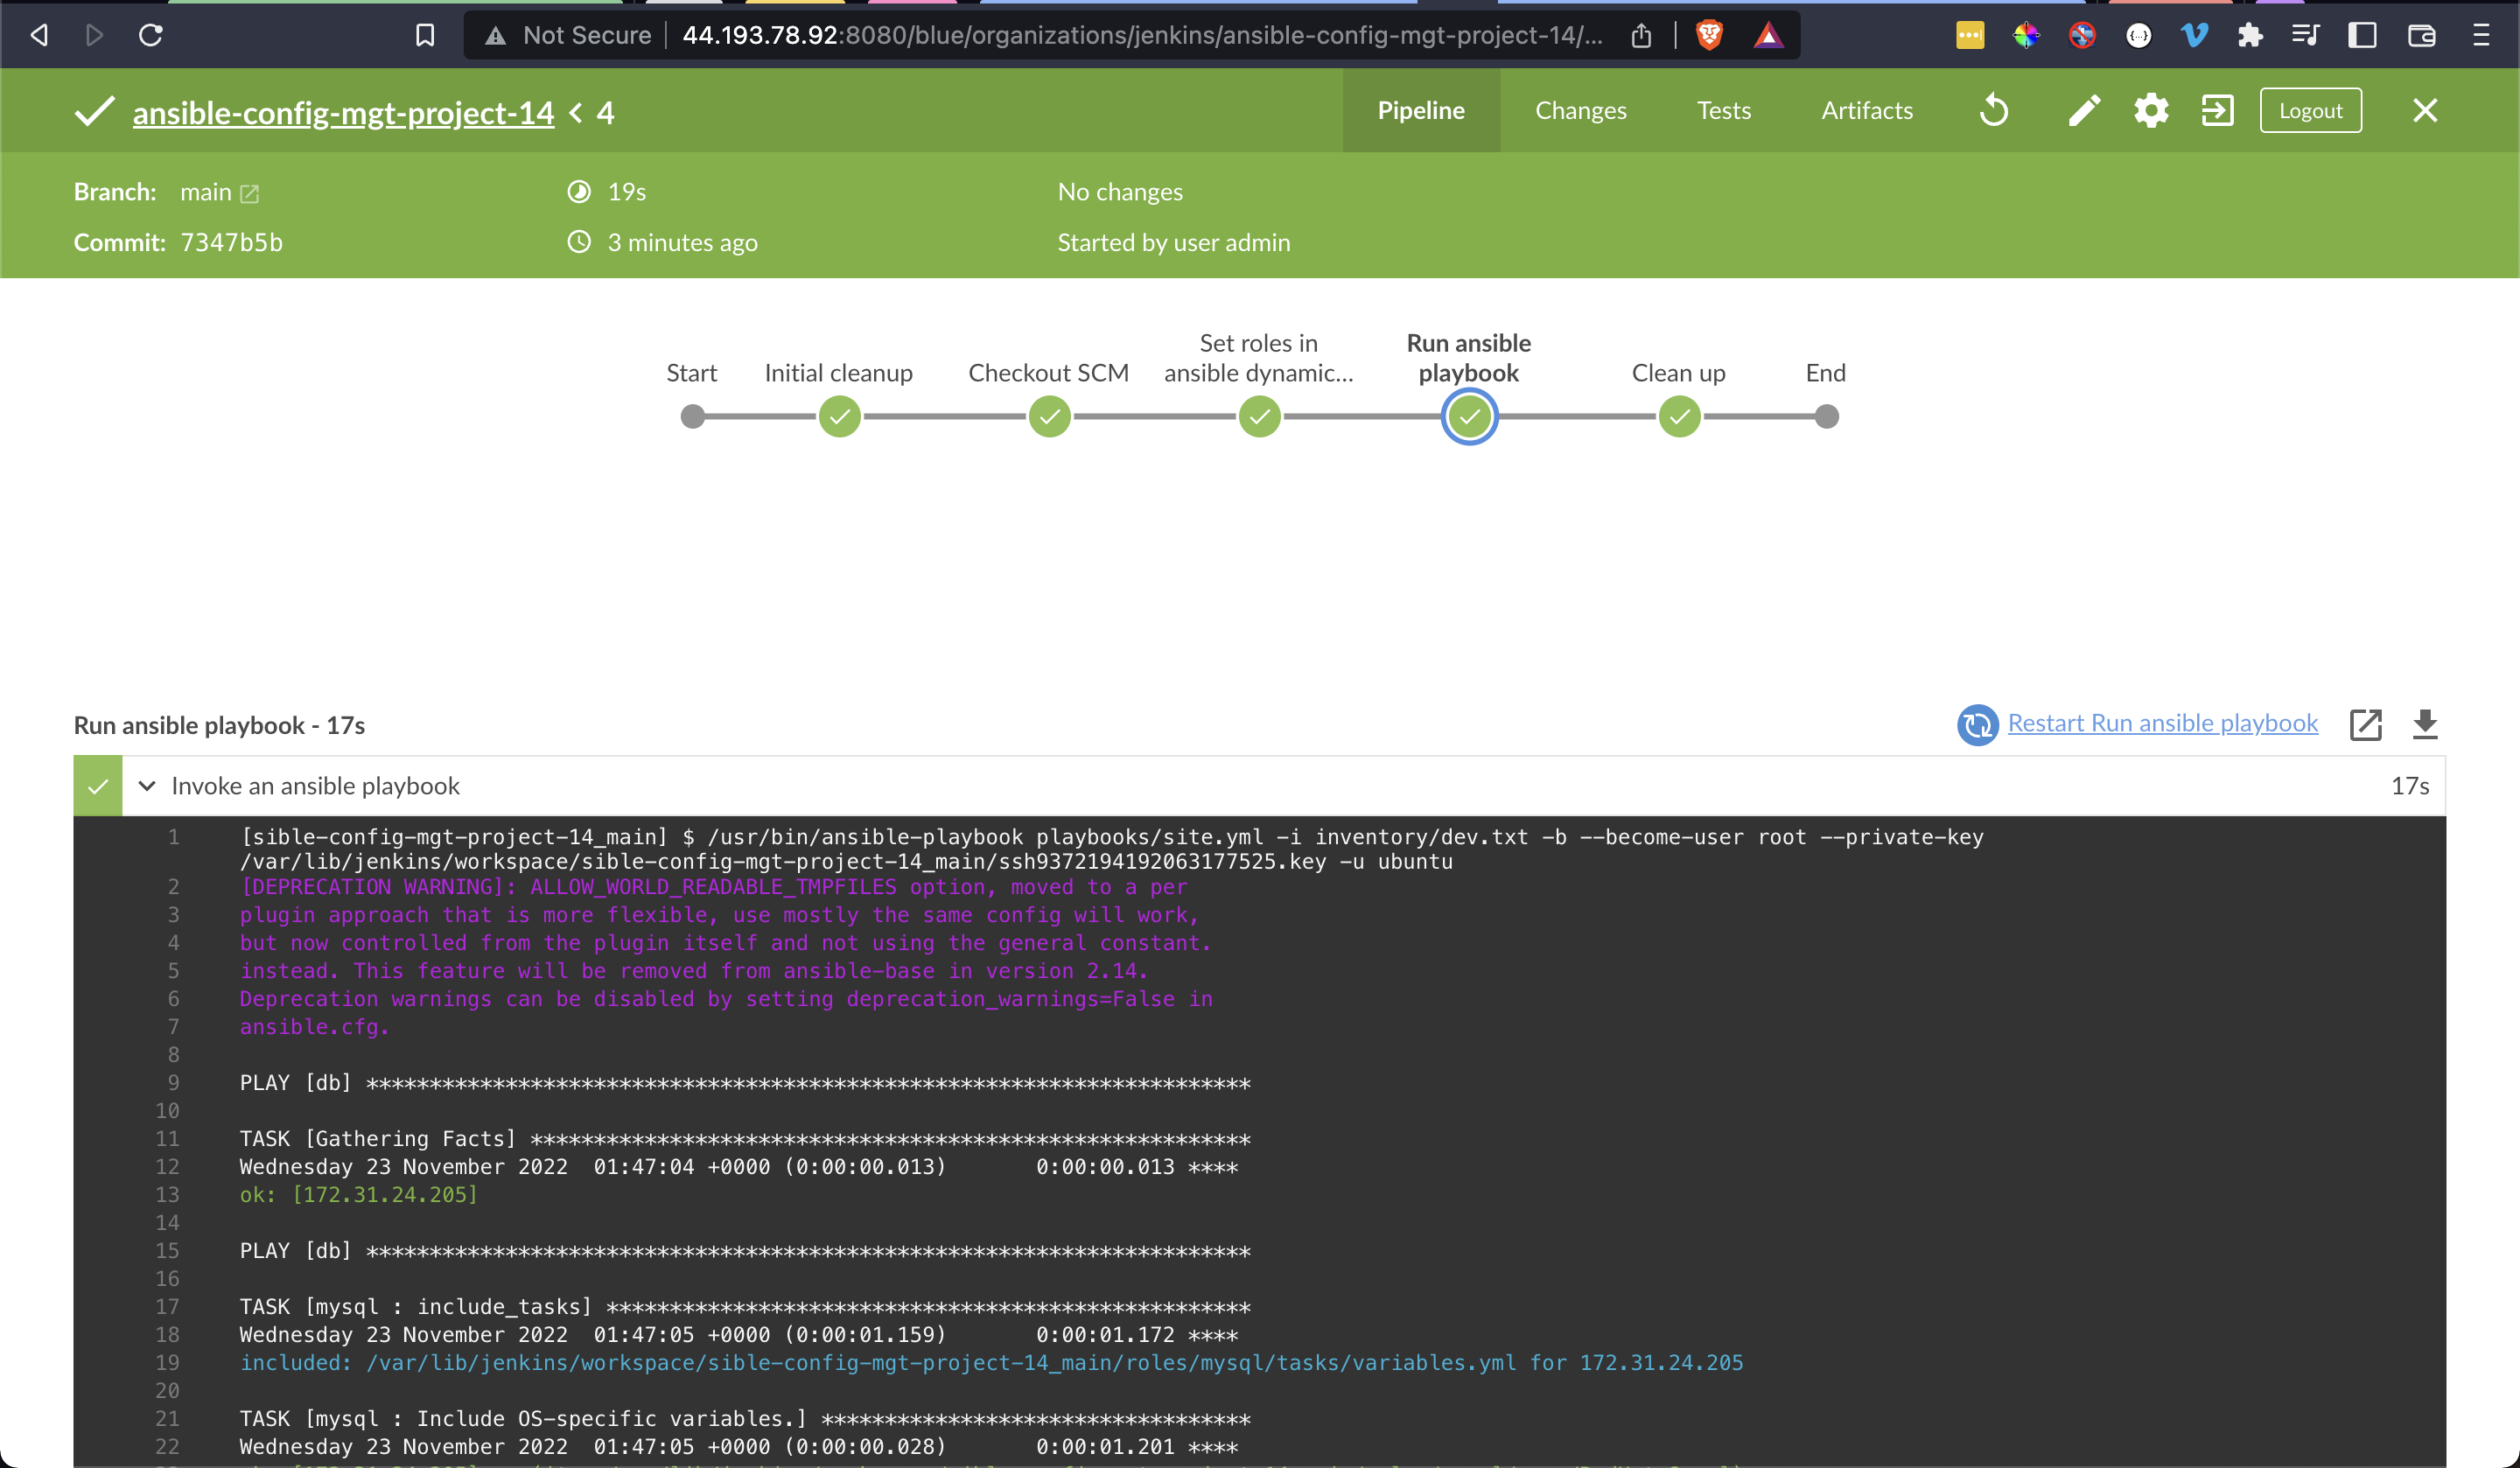 Not Secure 44.193.78.92:8080/blue/organizations/jenkins/ansible-config-mgt-project-14/...
ansible-config-mgt-project-14 < 4 Pipeline Changes Tests Artifacts Logout
Branch: main 19s No changes
Commit: 7347b5b 3 minutes ago Started by user admin
Start Initial cleanup Checkout SCM Set roles in ansible dynamic... Run ansible playbook Clean up End
Run ansible playbook - 17s Restart Run ansible playbook
Invoke an ansible playbook 17s
1 [sible-config-mgt-project-14_main] $ /usr/bin/ansible-playbook playbooks/site.yml -i inventory/dev.txt -b --become-user root --private-key
/var/lib/jenkins/workspace/sible-config-mgt-project-14_main/ssh9372194192063177525.key -u ubuntu
2 [DEPRECATION WARNING]: ALLOW_WORLD_READABLE_TMPFILES option, moved to a per
3 plugin approach that is more flexible, use mostly the same config will work,
4 but now controlled from the plugin itself and not using the general constant.
5 instead. This feature will be removed from ansible-base in version 2.14.
6 Deprecation warnings can be disabled by setting deprecation_warnings=False in
7 ansible.cfg.
8
9 PLAY [db] **********************************************************************
10
11 TASK [Gathering Facts] *********************************************************
12 Wednesday 23 November 2022  01:47:04 +0000 (0:00:00.013)       0:00:00.013 ****
13 ok: [172.31.24.205]
14
15 PLAY [db] **********************************************************************
16
17 TASK [mysql : include_tasks] ***************************************************
18 Wednesday 23 November 2022  01:47:05 +0000 (0:00:01.159)       0:00:01.172 ****
19 included: /var/lib/jenkins/workspace/sible-config-mgt-project-14_main/roles/mysql/tasks/variables.yml for 172.31.24.205
20
21 TASK [mysql : Include OS-specific variables.] **********************************
22 Wednesday 23 November 2022  01:47:05 +0000 (0:00:00.028)       0:00:01.201 ****